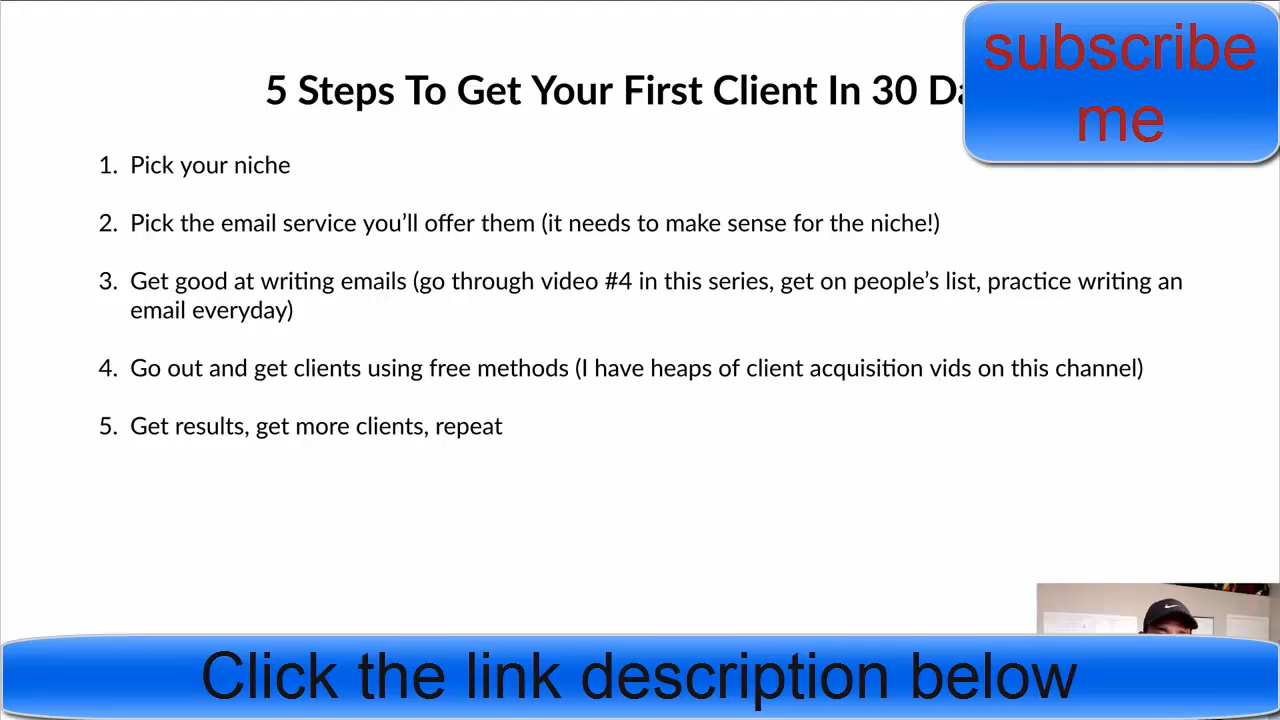 subscribe
me
5 Steps To Get Your First Client In 30
1. Pick your niche
2. Pick the email service you’ll offer them (it needs to make sense for the niche!)
3. Get good at writing emails (go through video #4 in this series, get on people’s list, practice writing an
email everyday)
4. Go out and get clients using free methods (I have heaps of client acquisition vids on this channel)
5. Get results, get more clients, repeat
Click the link description below